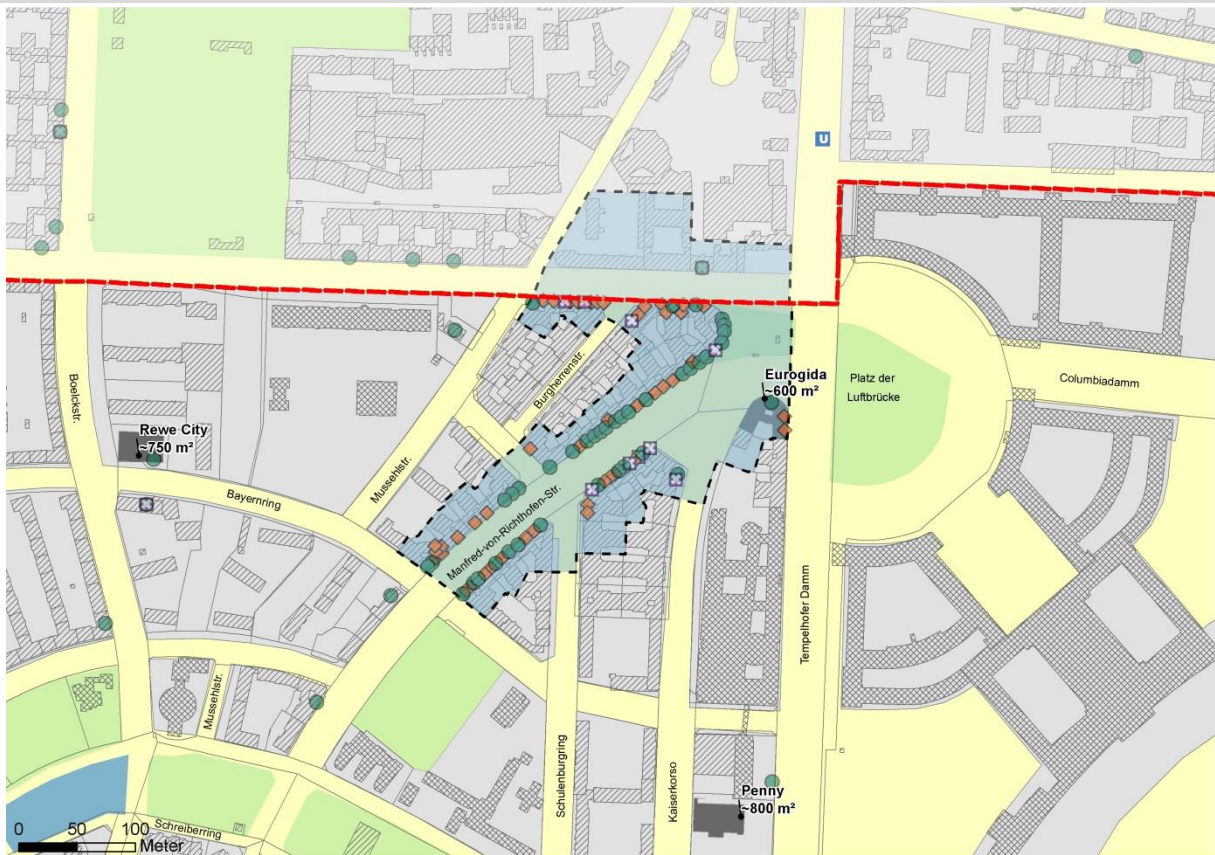 U
Eurogida
~600 m²
Platz der
Luftbrücke
Columbiadamm
Boelckstr.
Burgherrenstr.
Rewe City
~750 m²
Mussehlstr.
Bayernring
Manfred-von-Richthofen-Str.
Tempelhofer Damm
Mussehlstr.
Schulenburgring
Kaiserkorso
Penny
~800 m²
Schreiberring
0 50 100
Meter